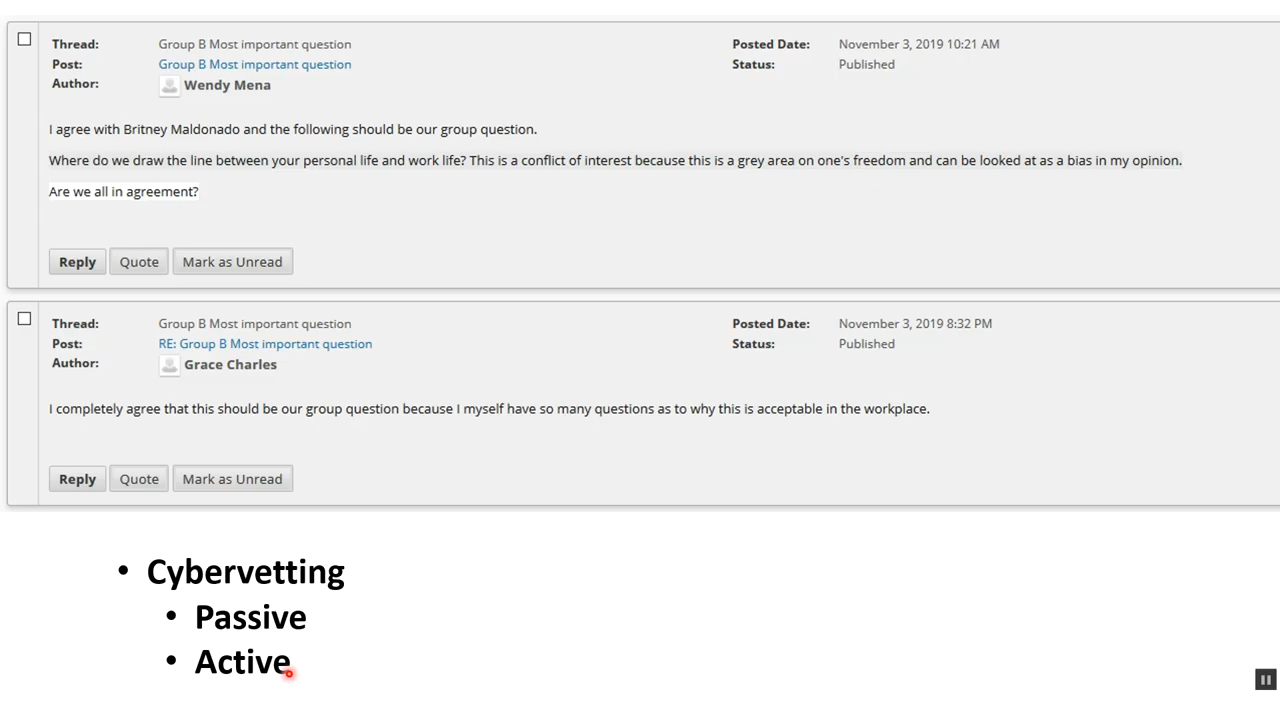 Thread: Group B Most important question Posted Date: November 3, 2019 10:21 AM
Post: Group B Most important question Status: Published
Author: Wendy Mena
I agree with Britney Maldonado and the following should be our group question.
Where do we draw the line between your personal life and work life? This is a conflict of interest because this is a grey area on one's freedom and can be looked at as a bias in my opinion.
Are we all in agreement?
Reply Quote Mark as Unread
Thread: Group B Most important question Posted Date: November 3, 2019 8:32 PM
Post: RE: Group B Most important question Status: Published
Author: Grace Charles
I completely agree that this should be our group question because I myself have so many questions as to why this is acceptable in the workplace.
Reply Quote Mark as Unread
• Cybervetting
• Passive
• Active